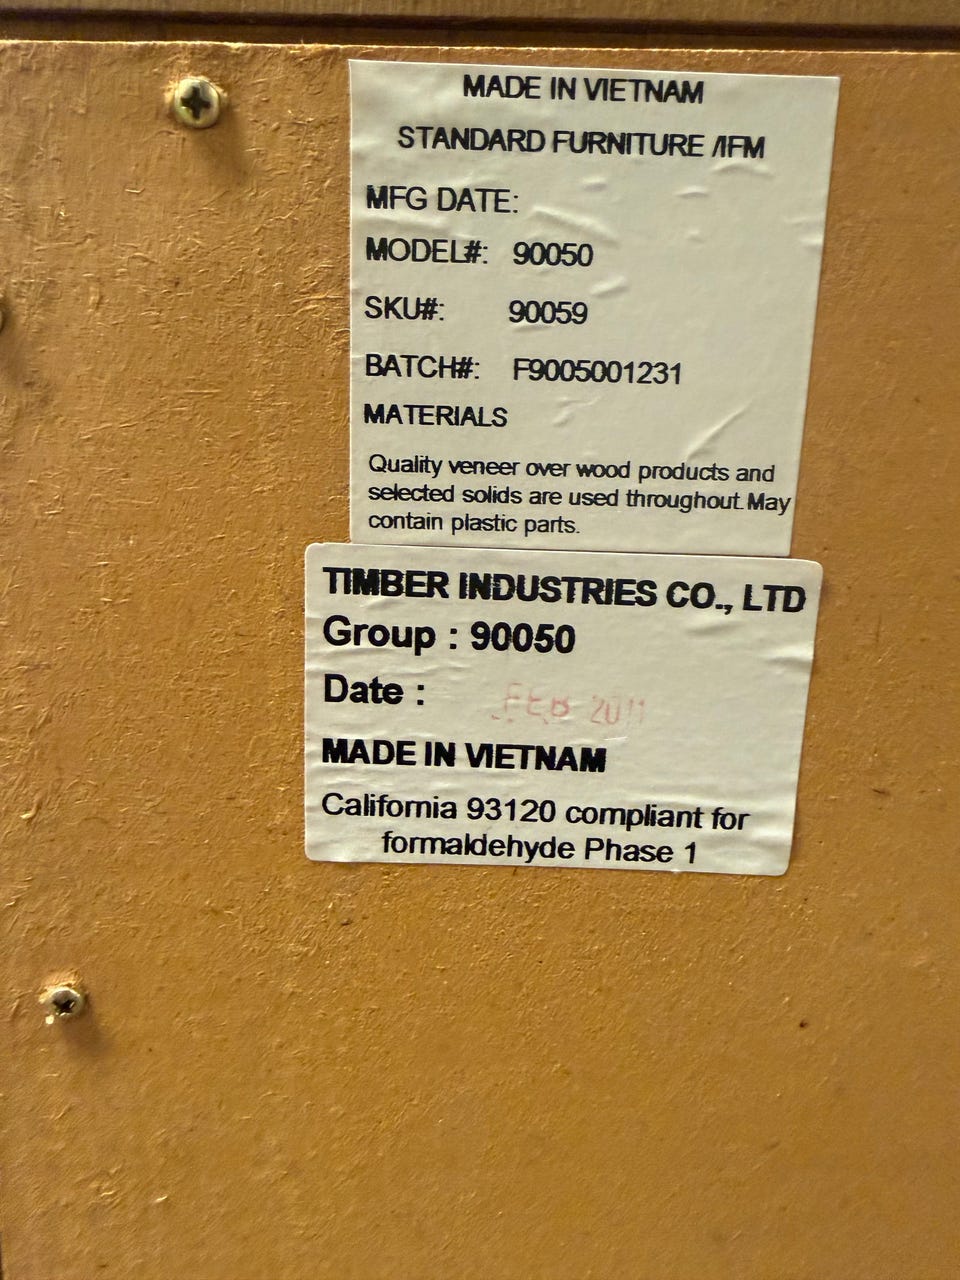 MADE IN VIETNAM
STANDARD FURNITURE /IFM
MFG DATE:
MODEL#: 90050
SKU#: 90059
BATCH#: F9005001231
MATERIALS
Quality veneer over wood products and
selected solids are used throughout. May
contain plastic parts.
TIMBER INDUSTRIES CO., LTD
Group : 90050
Date : FEB 2011
MADE IN VIETNAM
California 93120 compliant for
formaldehyde Phase 1